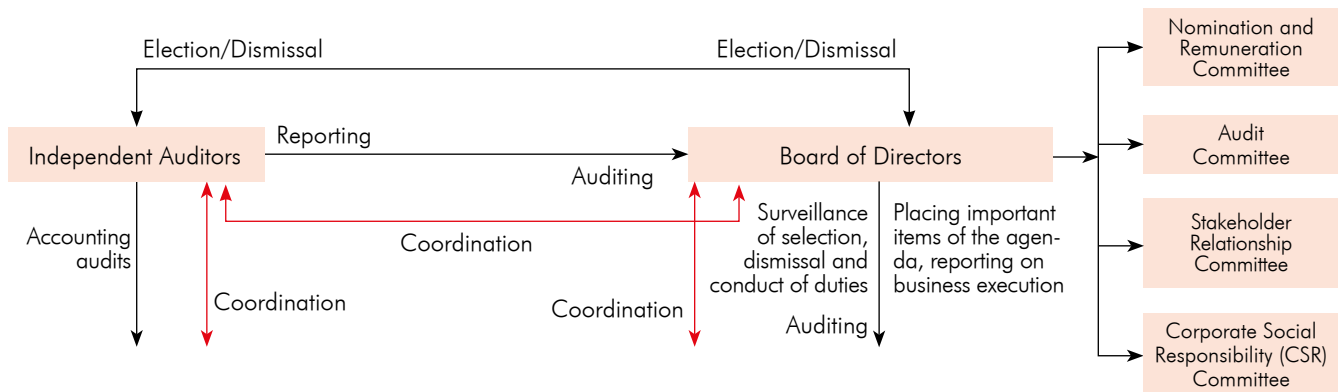 Election/Dismissal
Election/Dismissal
Nomination and
Remuneration
Committee
Independent Auditors
Reporting
Auditing
Board of Directors
Audit
Committee
Accounting
audits
Coordination
Coordination
Coordination
Surveillance
of selection,
dismissal and
conduct of duties
Auditing
Placing important
items of the agen-
da, reporting on
business execution
Stakeholder
Relationship
Committee
Corporate Social
Responsibility (CSR)
Committee